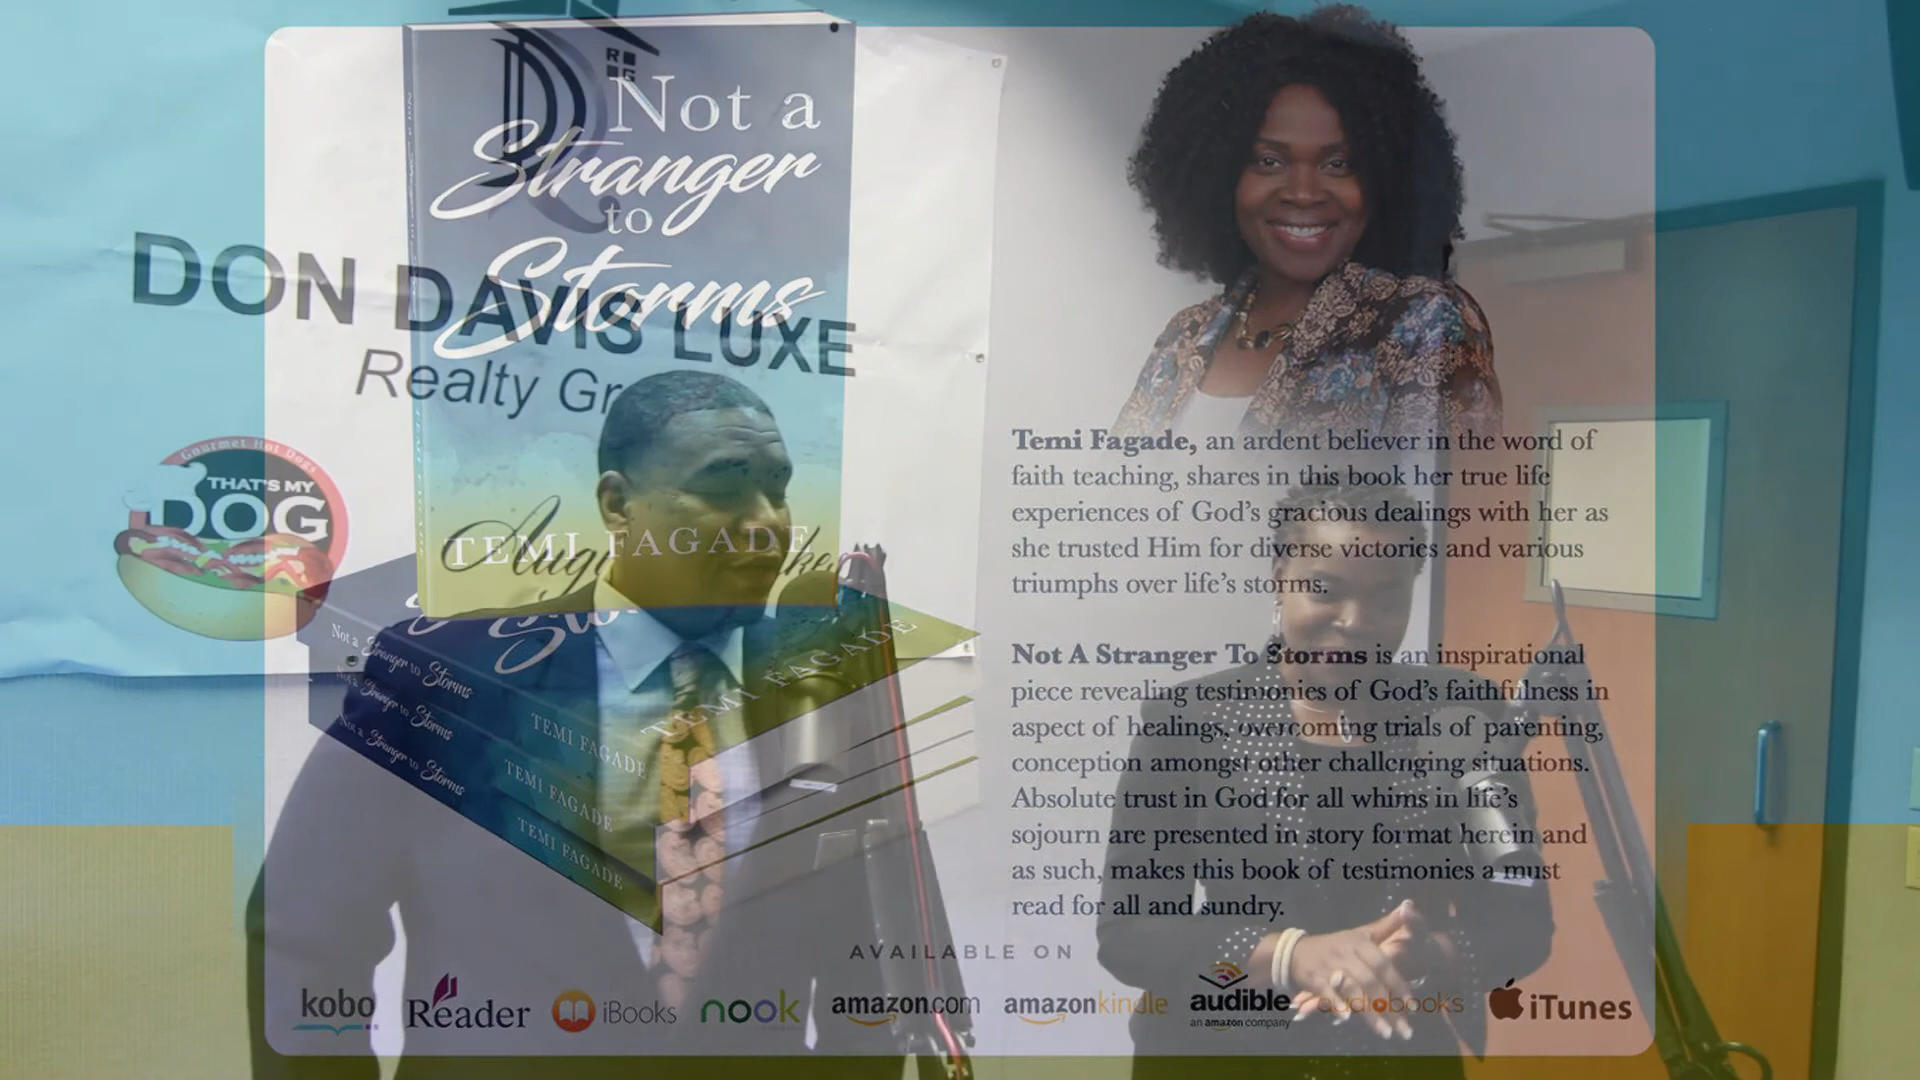 R G
Not a
Stranger
to
Storms
DON DAVIS LUXE
Realty Gr
Gourmet Hot Dogs
THAT'S MY
DOG
TEMI FAGADE
Not a Stranger to Storms
TEMI FAGADE
Not a Stranger to Storms
TEMI FAGADE
Not a Stranger to Storms
TEMI FAGADE
TEMI FAGADE
Temi Fagade, an ardent believer in the word of
faith teaching, shares in this book her true life
experiences of God's gracious dealings with her as
she trusted Him for diverse victories and various
triumphs over life's storms.
Not A Stranger To Storms is an inspirational
piece revealing testimonies of God's faithfulness in
aspect of healings, overcoming trials of parenting,
conception amongst other challenging situations.
Absolute trust in God for all whims in life's
sojourn are presented in story format herein and
as such, makes this book of testimonies a must
read for all and sundry.
AVAILABLE ON
kobo
Reader
iBooks
nook
amazon.com
amazonkindle
audible
an amazon company
audiobooks
iTunes